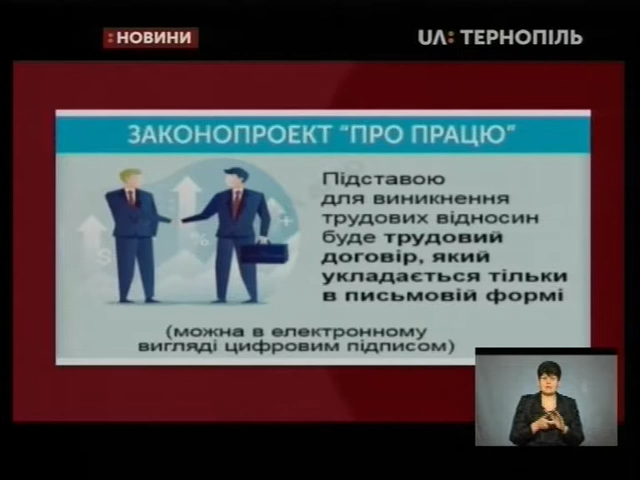 :НОВИНИ
UA: ТЕРНОПІЛЬ
ЗАКОНОПРОЕКТ "ПРО ПРАЦЮ"
Підставою
для виникнення
трудових відносин
буде трудовий
договір, який
укладається тільки
в письмовій формі
(можна в електронному
вигляді цифровим підписом)
$
%
+